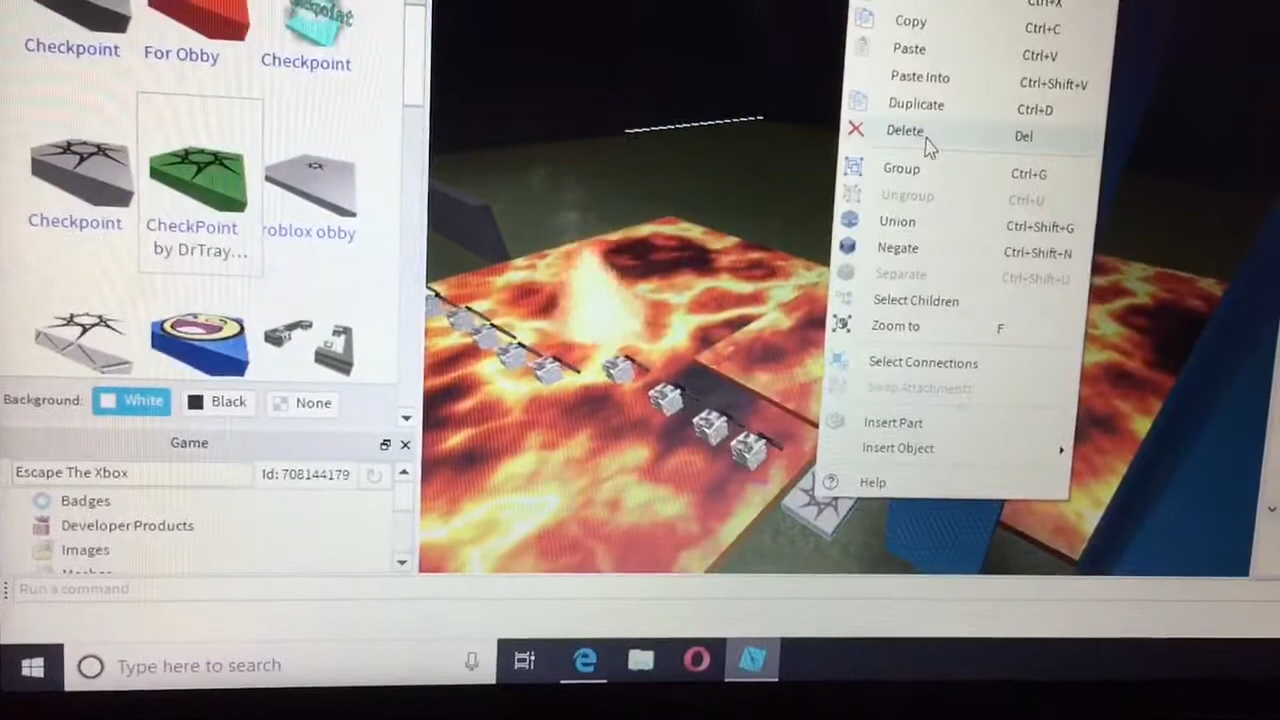 Checkpoint
For Obby
Checkpoint
Checkpoint
CheckPoint
by DrTray...
roblox obby
Background:
White
Black
None
Game
Escape The Xbox
Id: 708144179
Badges
Developer Products
Images
Run a command
Type here to search
Ctrl+X
Copy Ctrl+C
Paste Ctrl+V
Paste Into Ctrl+Shift+V
Duplicate Ctrl+D
Delete Del
Group Ctrl+G
Ungroup Ctrl+U
Union Ctrl+Shift+G
Negate Ctrl+Shift+N
Separate Ctrl+Shift+U
Select Children
Zoom to F
Select Connections
Swap Attachments
Insert Part
Insert Object
Help